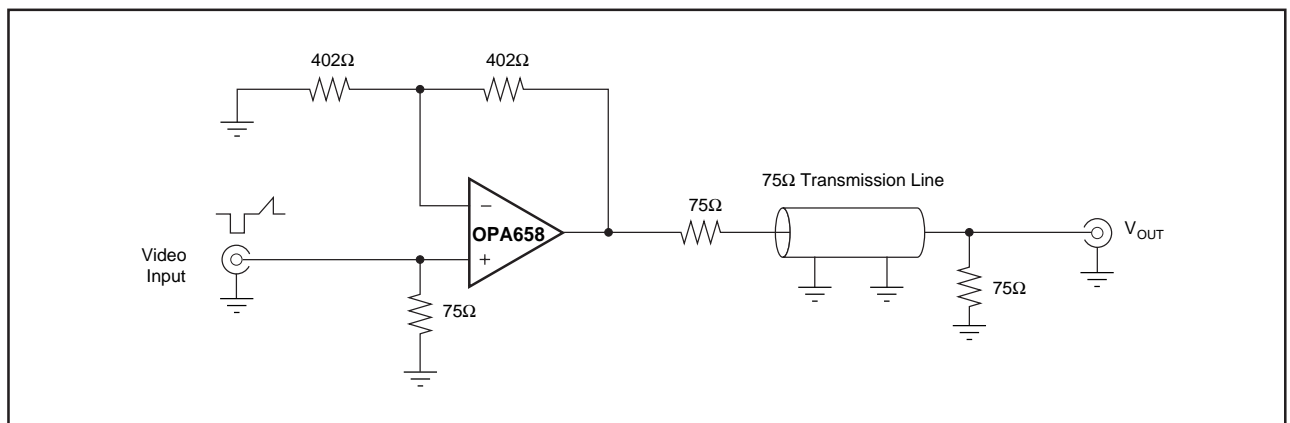 402Ω
402Ω
75Ω Transmission Line
75Ω
−
OPA658
+
Video
Input
V_OUT
75Ω
75Ω